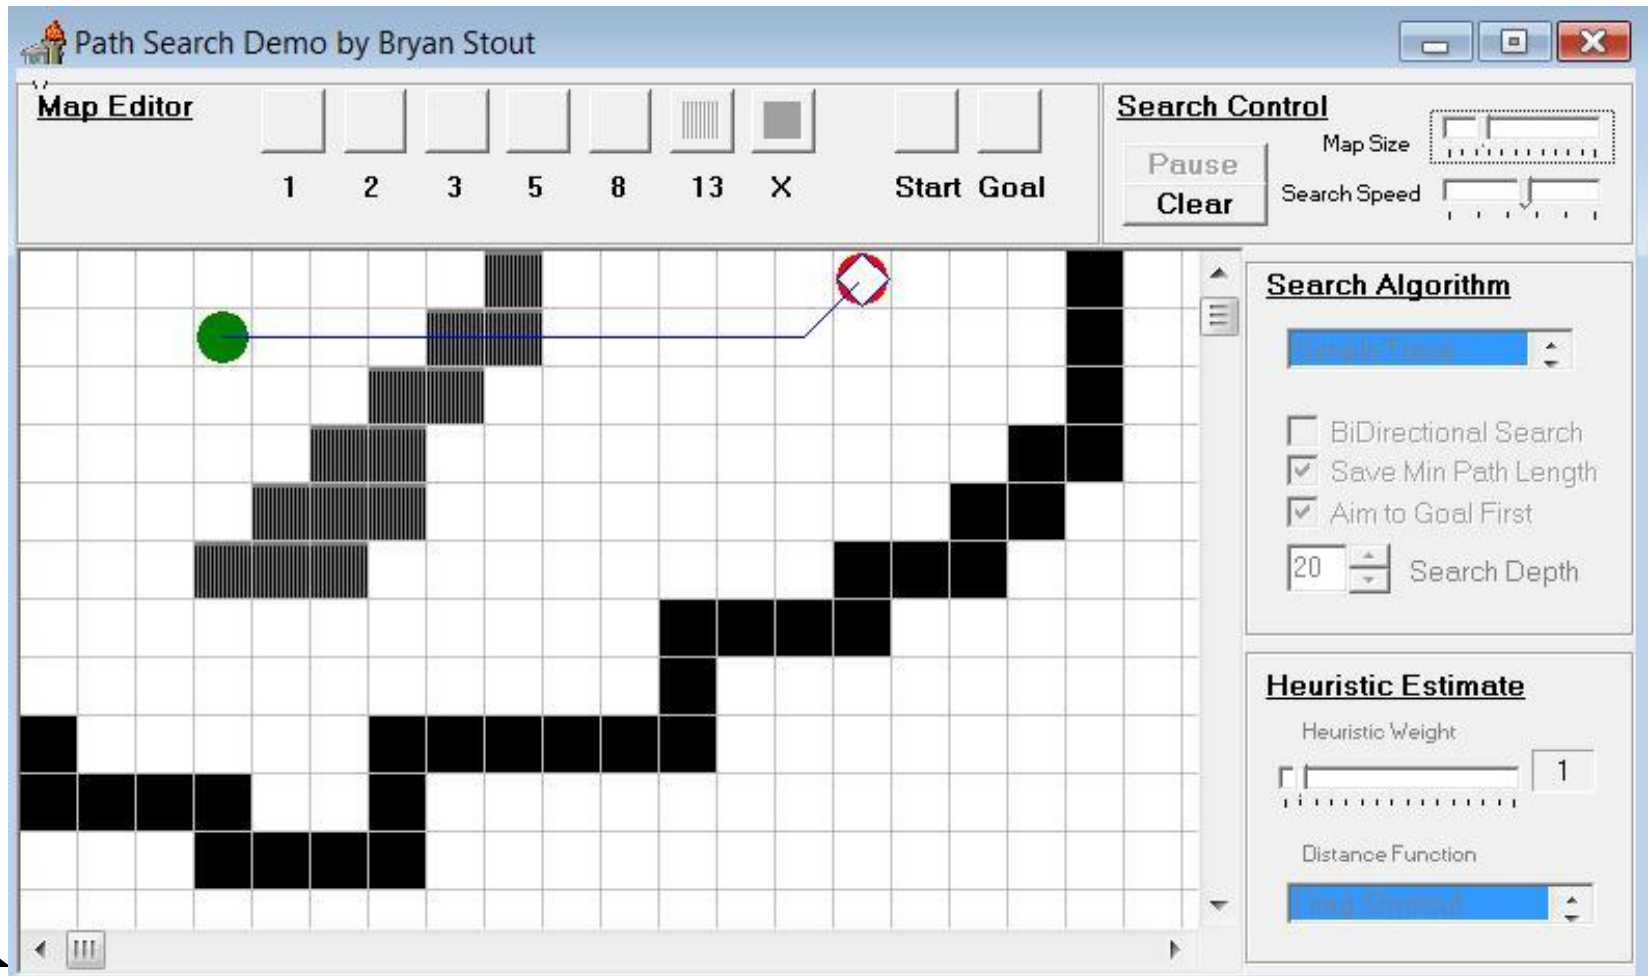 Path Search Demo by Bryan Stout
Map Editor
1 2 3 5 8 13 X Start Goal
Search Control
Map Size
Pause
Clear
Search Speed
Search Algorithm
BiDirectional Search
Save Min Path Length
Aim to Goal First
20 Search Depth
Heuristic Estimate
Heuristic Weight
1
Distance Function